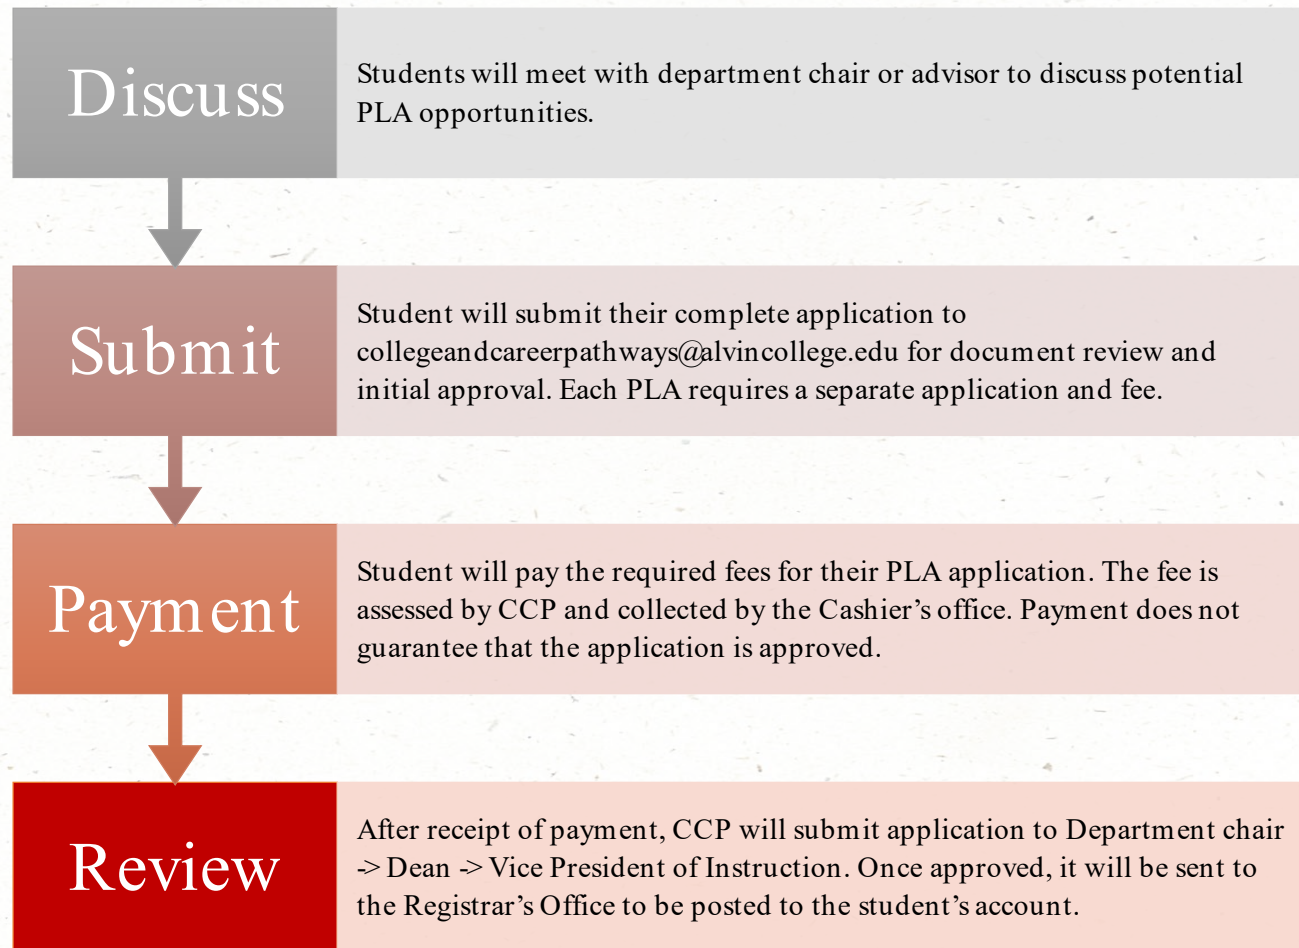 Discuss
Students will meet with department chair or advisor to discuss potential
PLA opportunities.
Submit
Student will submit their complete application to
collegeandcareerpathways@alvincollege.edu for document review and
initial approval. Each PLA requires a separate application and fee.
Payment
Student will pay the required fees for their PLA application. The fee is
assessed by CCP and collected by the Cashier’s office. Payment does not
guarantee that the application is approved.
Review
After receipt of payment, CCP will submit application to Department chair
-> Dean -> Vice President of Instruction. Once approved, it will be sent to
the Registrar’s Office to be posted to the student’s account.